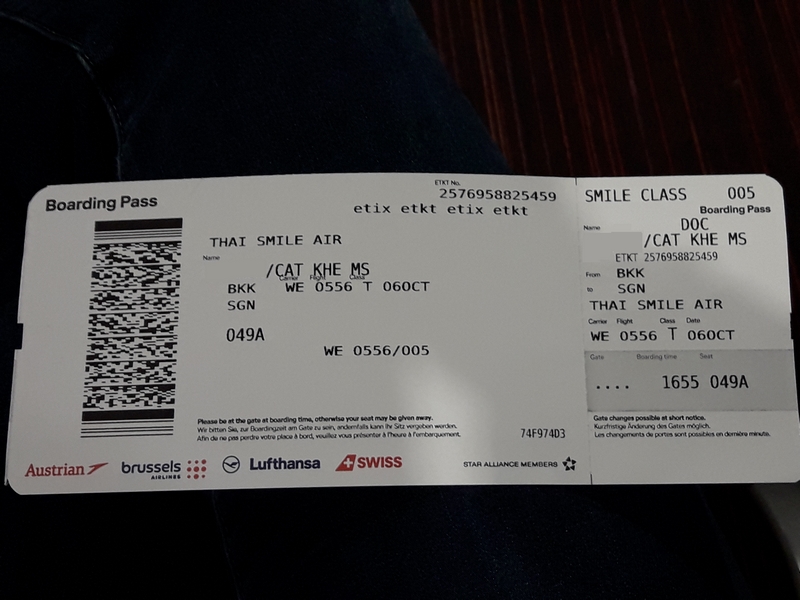 Boarding Pass
ETKT No.
2576958825459
etix etkt etix etkt
THAI SMILE AIR
Name
/CAT KHE MS
Carrier Flight Class
BKK WE 0556 T 06OCT
SGN
049A
WE 0556/005
Please be at the gate at boarding time, otherwise your seat may be given away.
Wir bitten Sie, zur Boardingzeit am Gate zu sein, andernfalls kann Ihr Sitz vergeben werden.
Afin de ne pas perdre votre place à bord, veuillez vous présenter à l'heure à l'embarquement.
74F974D3
Austrian
brussels
AIRLINES
Lufthansa
SWISS
STAR ALLIANCE MEMBERS
SMILE CLASS 005
Boarding Pass
Name
DOC
/CAT KHE MS
ETKT 2576958825459
From BKK
to SGN
THAI SMILE AIR
Carrier Flight Class Date
WE 0556 T 06OCT
Gate Boarding time Seat
.... 1655 049A
Gate changes possible at short notice.
Kurzfristige Änderung des Gates möglich.
Les changements de portes sont possibles en dernière minute.